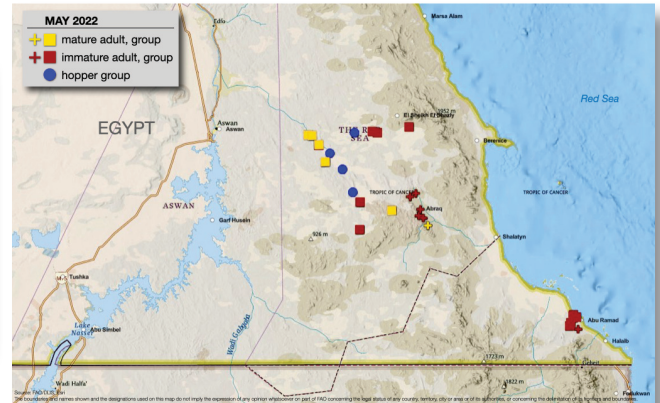 MAY 2022
mature adult, group
immature adult, group
hopper group
Edfu
Marsa Alam
Red Sea
1952 m
El Sheikh El Shazly
EGYPT
Aswan
Aswan
Berenice
TROPIC OF CANCER
TROPIC OF CANCER
ASWAN
Abraq
Garf Husein
926 m
Shalatyn
Tushka
Lake
Nasser
Abu Simbel
Abu Ramad
Halaib
1723 m
Wadi Halfa'
1822 m
Source: FAO DLIS, Esri
The boundaries and names shown and the designations used on this map do not imply the expression of any opinion whatsoever on part of FAO concerning the legal status of any country, territory, city or area or of its authorities, or concerning the delimitation of its frontiers and boundaries.